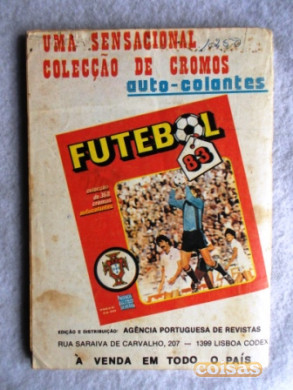 UMA SENSACIONAL
COLECÇÃO DE CROMOS
auto-colantes
FUTEBOL
83
EDIÇÃO E DISTRIBUIÇÃO: AGÊNCIA PORTUGUESA DE REVISTAS
RUA SARAIVA DE CARVALHO, 207 — 1399 LISBOA CODEX
À VENDA EM TODO O PAÍS
coisas